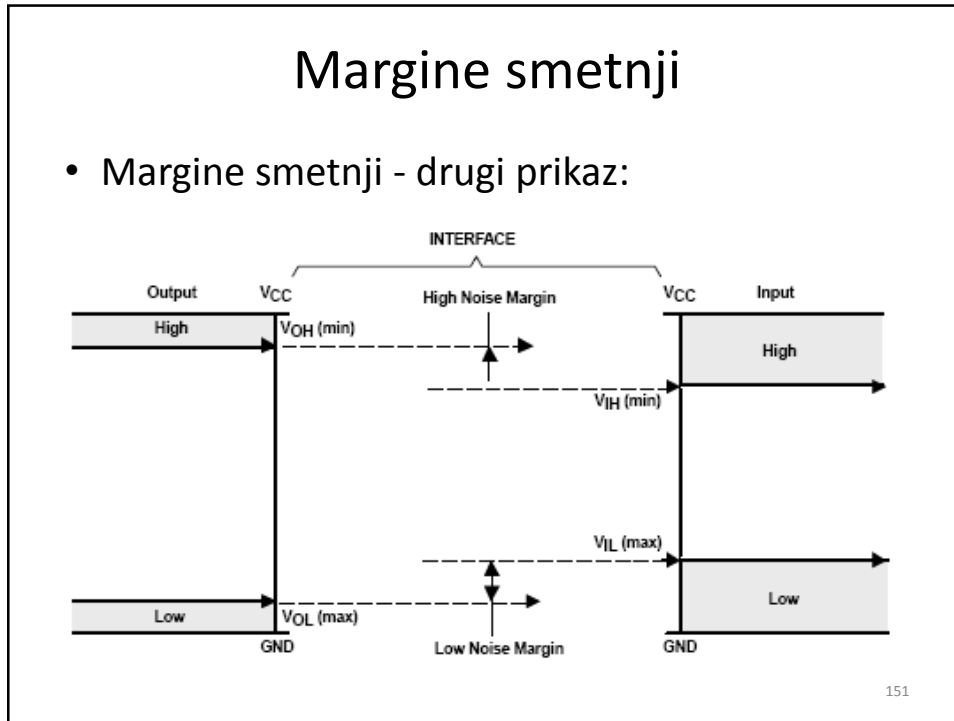 Margine smetnji
• Margine smetnji - drugi prikaz:
INTERFACE
Output VCC High Noise Margin VCC Input
High VOH (min) High
VIH (min)
VIL (max)
Low VOL (max) Low
GND Low Noise Margin GND
151